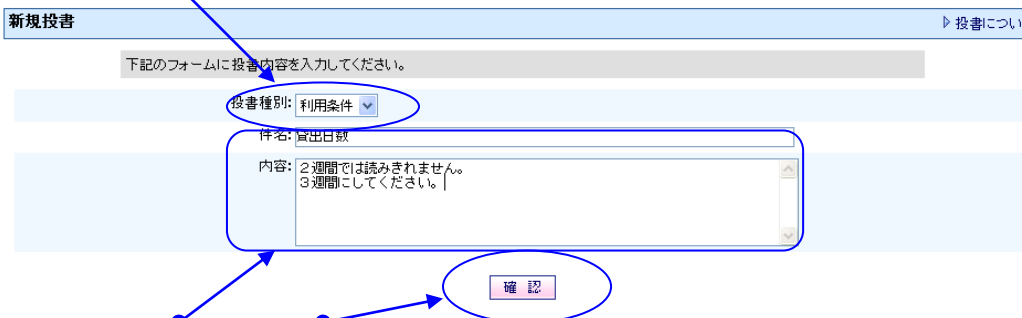 新規投書
▷投書につい
下記のフォームに投書内容を入力してください。
投書種別: 利用条件
件名: 貸出日数
内容: ２週間では読みきれません。
３週間にしてください。
確 認